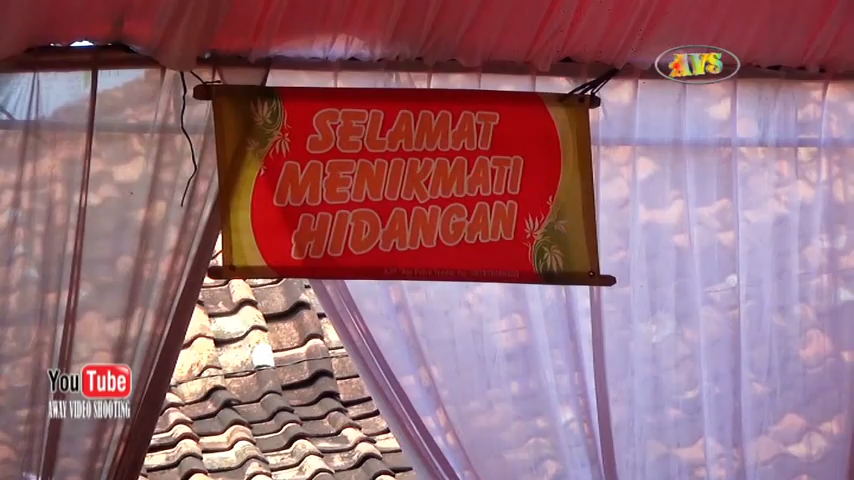 AVS
SELAMAT
MENIKMATI
HIDANGAN
YouTube
AWAY VIDEO SHOOTING